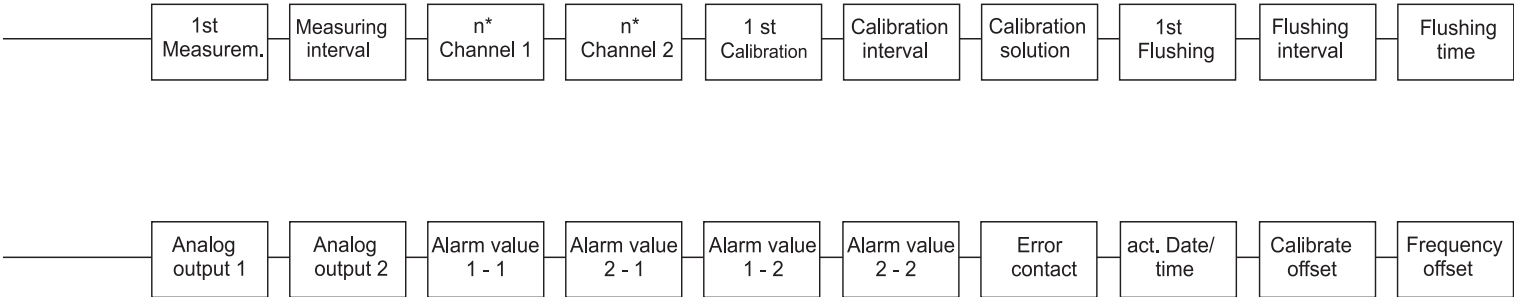 1st
Measurem.
Measuring
interval
n*
Channel 1
n*
Channel 2
1 st
Calibration
Calibration
interval
Calibration
solution
1st
Flushing
Flushing
interval
Flushing
time
Analog
output 1
Analog
output 2
Alarm value
1 - 1
Alarm value
2 - 1
Alarm value
1 - 2
Alarm value
2 - 2
Error
contact
act. Date/
time
Calibrate
offset
Frequency
offset